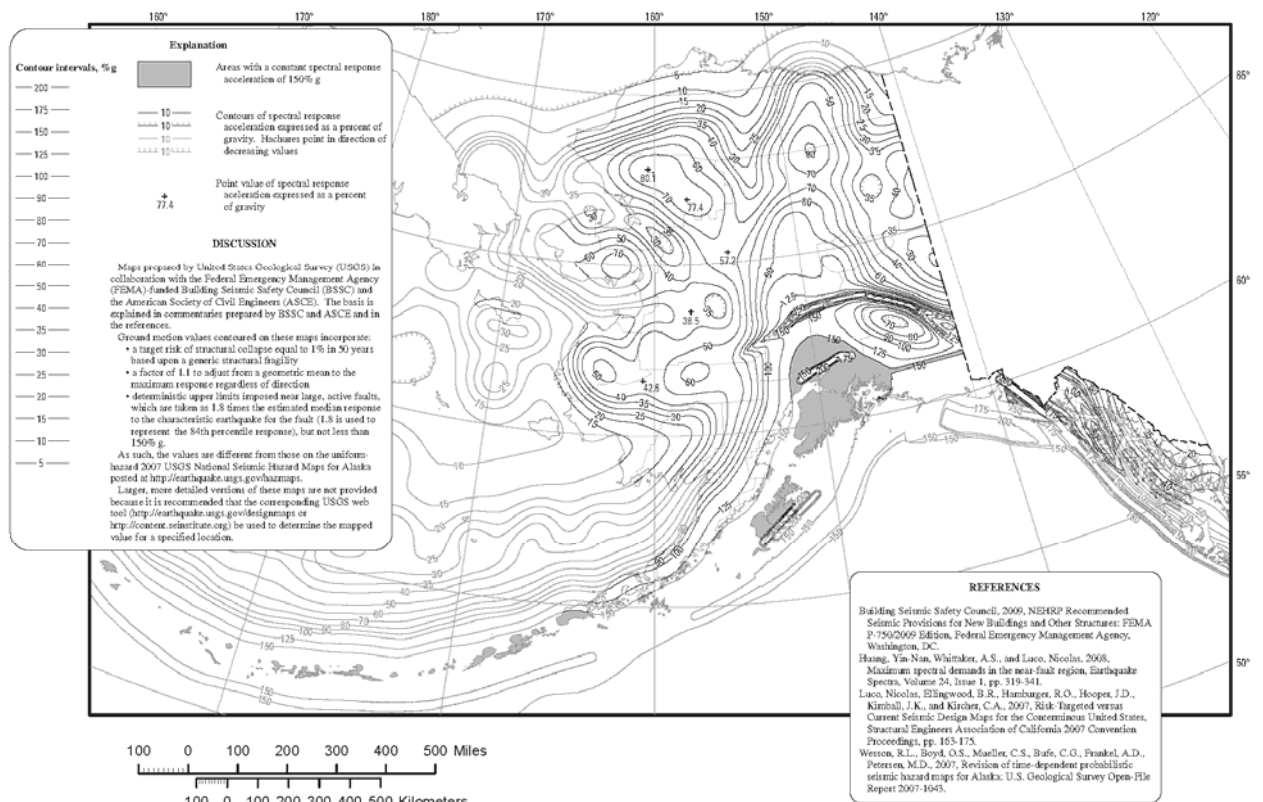 160° 170° 180° 170° 160° 150° 140° 130° 120°
65°
60°
55°
50°
Explanation
Contour intervals, %g
200
175
150
125
100
90
80
70
60
50
40
35
30
25
20
15
10
5
Areas with a constant spectral response
acceleration of 150% g
10
10
10
10
Contours of spectral response
acceleration expressed as a percent of
gravity. Hachures point in direction of
decreasing values
+
77.4
Point value of spectral response
aceleration expressed as a percent
of gravity
DISCUSSION
Maps prepared by United States Geological Survey (USGS) in
collaboration with the Federal Emergency Management Agency
(FEMA)-funded Building Seismic Safety Council (BSSC) and
the American Society of Civil Engineers (ASCE). The basis is
explained in commentaries prepared by BSSC and ASCE and in
the references.
Ground motion values contoured on these maps incorporate:
• a target risk of structural collapse equal to 1% in 50 years
based upon a generic structural fragility
• a factor of 1.1 to adjust from a geometric mean to the
maximum response regardless of direction
• deterministic upper limits imposed near large, active faults,
which are taken as 1.8 times the estimated median response
to the characteristic earthquake for the fault (1.8 is used to
represent the 84th percentile response), but not less than
150% g.
As such, the values are different from those on the uniform-
hazard 2007 USGS National Seismic Hazard Maps for Alaska
posted at http://earthquake.usgs.gov/hazmaps.
Larger, more detailed versions of these maps are not provided
because it is recommended that the corresponding USGS web
tool (http://earthquake.usgs.gov/designmaps or
http://content.seinstitute.org) be used to determine the mapped
value for a specified location.
80.1
77.4
57.2
38.5
42.6
REFERENCES
Building Seismic Safety Council, 2009, NEHRP Recommended
Seismic Provisions for New Buildings and Other Structures: FEMA
P-750/2009 Edition, Federal Emergency Management Agency,
Washington, DC.
Huang, Yin-Nan, Whittaker, A.S., and Luco, Nicolas, 2008,
Maximum spectral demands in the near-fault region, Earthquake
Spectra, Volume 24, Issue 1, pp. 319-341.
Luco, Nicolas, Ellingwood, B.R., Hamburger, R.O., Hooper, J.D.,
Kimball, J.K., and Kircher, C.A., 2007, Risk-Targeted versus
Current Seismic Design Maps for the Conterminous United States,
Structural Engineers Association of California 2007 Convention
Proceedings, pp. 163-175.
Wesson, R.L., Boyd, O.S., Mueller, C.S., Bufe, C.G., Frankel, A.D.,
Petersen, M.D., 2007, Revision of time-dependent probabilistic
seismic hazard maps for Alaska: U.S. Geological Survey Open-File
Report 2007-1043.
100 0 100 200 300 400 500 Miles
100 0 100 200 300 400 500 Kilometers